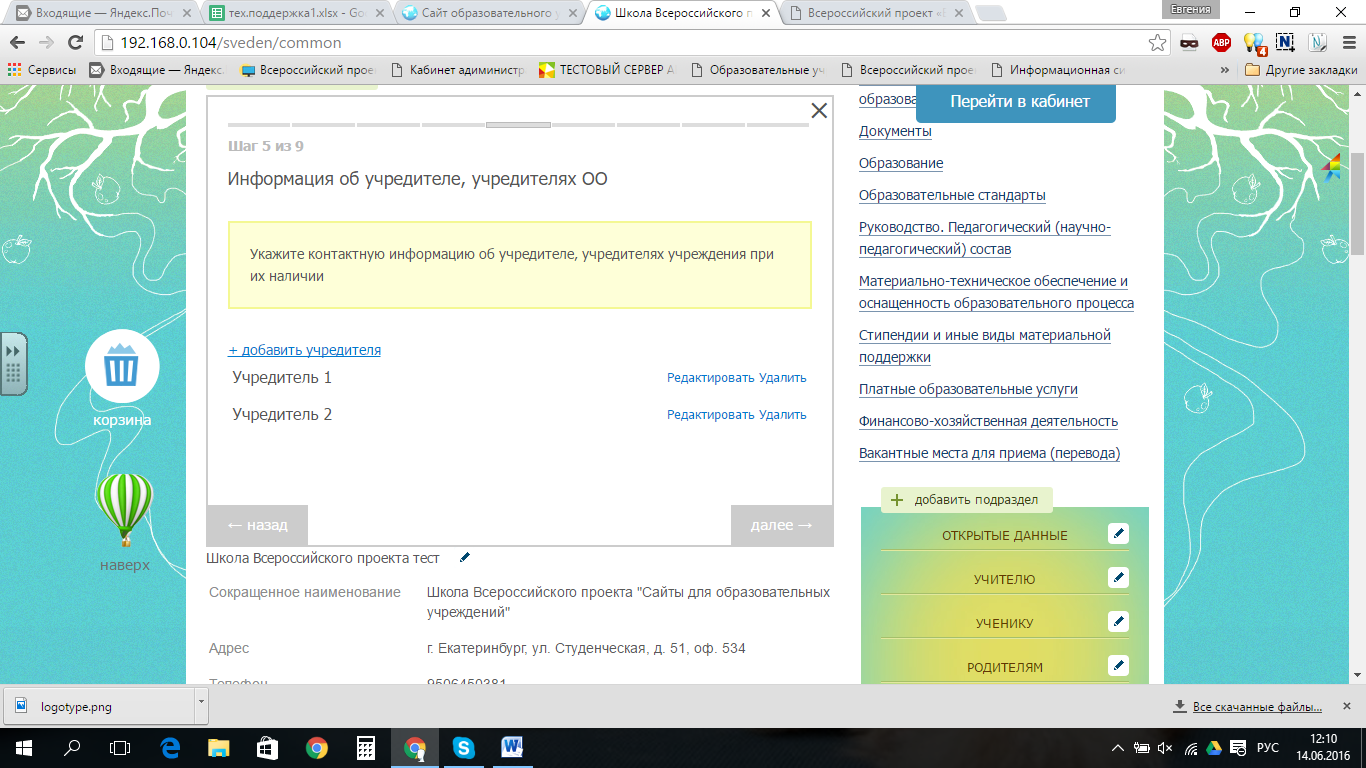 Входящие — Яндекс.Поч
тех.поддержка1.xlsx - Goo
Сайт образовательного у
Школа Всероссийского п
Всероссийский проект «
Евгения
192.168.0.104/sveden/common
ABP
4
Сервисы
Входящие — Яндекс.
Всероссийский прое
Кабинет админист
ТЕСТОВЫЙ СЕРВЕР
Образовательные уч
Всероссийский прое
Информационная си
»
Другие закладки
Шаг 5 из 9
Информация об учредителе, учредителях ОО
Укажите контактную информацию об учредителе, учредителях учреждения при
их наличии
+ добавить учредителя
Учредитель 1 Редактировать Удалить
Учредитель 2 Редактировать Удалить
← назад
далее →
корзина
наверх
Школа Всероссийского проекта тест
Сокращенное наименование
Школа Всероссийского проекта "Сайты для образовательных
учреждений"
Адрес
г. Екатеринбург, ул. Студенческая, д. 51, оф. 534
Телефон
9506450381
Перейти в кабинет
образова
Документы
Образование
Образовательные стандарты
Руководство. Педагогический (научно-
педагогический) состав
Материально-техническое обеспечение и
оснащенность образовательного процесса
Стипендии и иные виды материальной
поддержки
Платные образовательные услуги
Финансово-хозяйственная деятельность
Вакантные места для приема (перевода)
+ добавить подраздел
ОТКРЫТЫЕ ДАННЫЕ
УЧИТЕЛЮ
УЧЕНИКУ
РОДИТЕЛЯМ
logotype.png
Все скачанные файлы...
РУС
12:10
14.06.2016